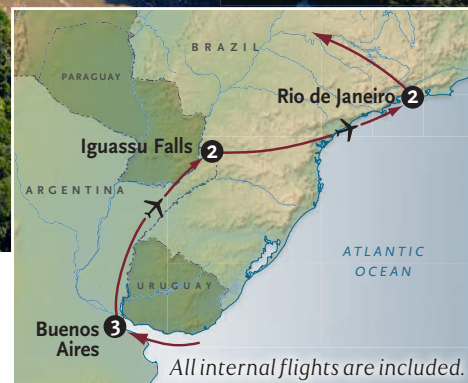 BRAZIL
PARAGUAY
Rio de Janeiro 2
Iguassu Falls 2
ARGENTINA
ATLANTIC
OCEAN
URUGUAY
Buenos 3
Aires
All internal flights are included.